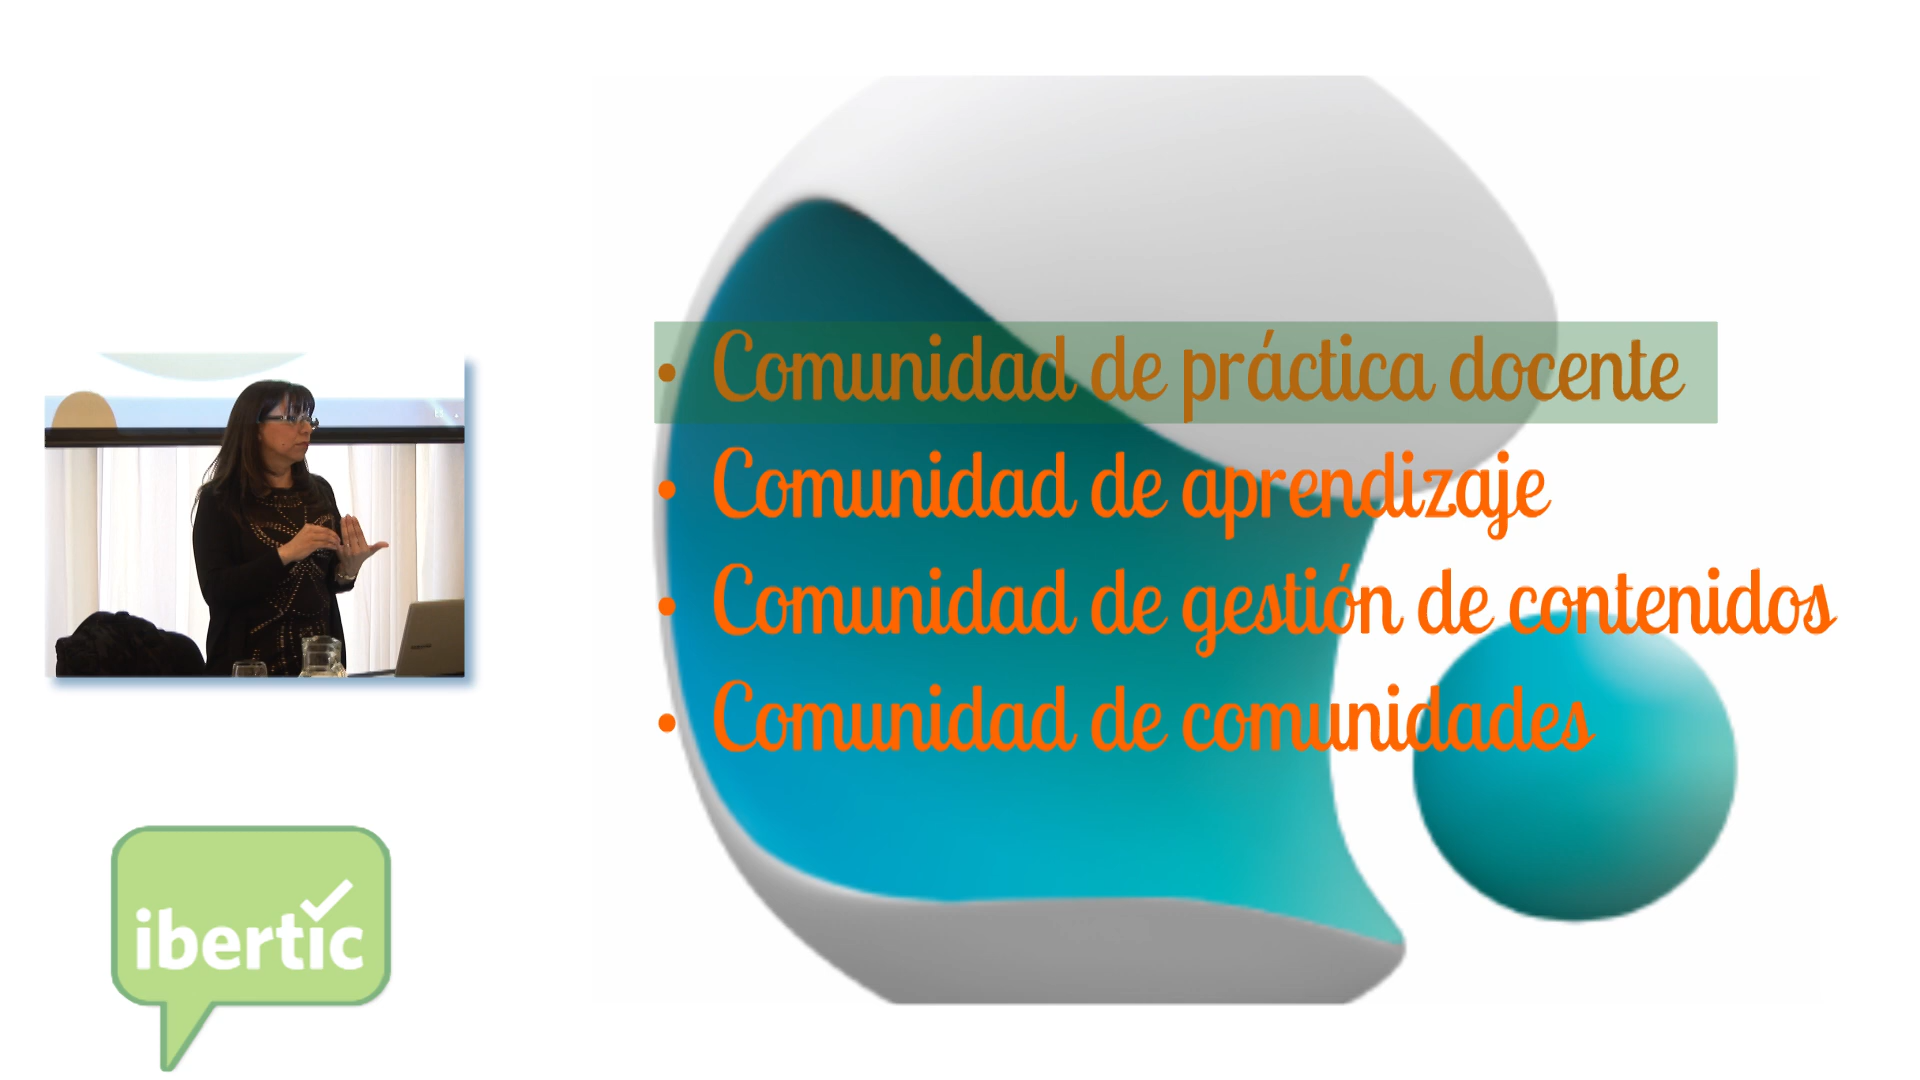 • Comunidad de práctica docente
• Comunidad de aprendizaje
• Comunidad de gestión de contenidos
• Comunidad de comunidades
ibertic